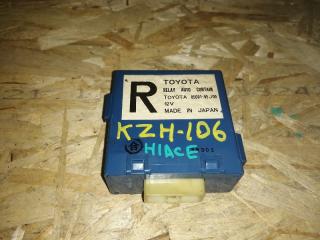 R
TOYOTA
RELAY AUTO CURTAIN
TOYOTA
12V
MADE IN JAPAN
KZH-106
HIACE